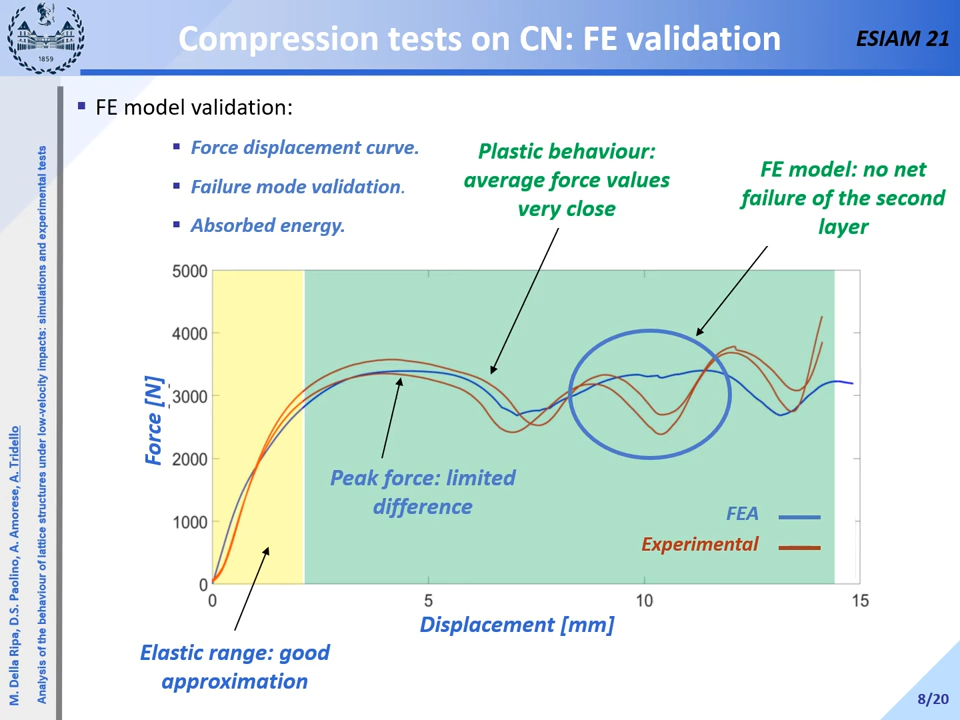 Compression tests on CN: FE validation
ESIAM 21
1859
▪ FE model validation:
▪ Force displacement curve.
▪ Failure mode validation.
▪ Absorbed energy.
Plastic behaviour:
average force values
very close
FE model: no net
failure of the second
layer
5000
4000
3000
2000
1000
0
Force [N]
0
5
10
15
Displacement [mm]
Peak force: limited
difference
FEA
Experimental
Elastic range: good
approximation
M. Della Ripa, D.S. Paolino, A. Amorese, A. Tridello
Analysis of the behaviour of lattice structures under low-velocity impacts: simulations and experimental tests
8/20